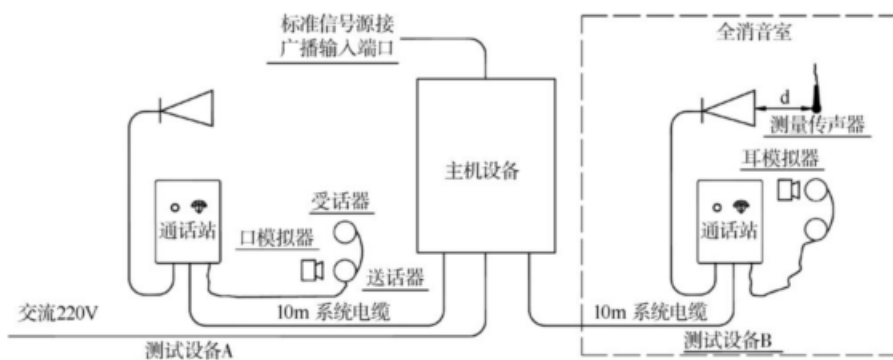 标准信号源接
广播输入端口
全消音室
d
测量传声器
主机设备
耳模拟器
受话器
通话站
口模拟器
通话站
送话器
交流220V
10m 系统电缆
10m 系统电缆
测试设备A
测试设备B